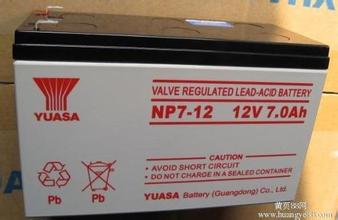 YUASA
VALVE REGULATED LEAD-ACID BATTERY
NP7-12 12V 7.0Ah
CAUTION :
● AVOID SHORT CIRCUIT
● DO NOT CHARGE IN A SEALED CONTAINER
Pb Pb
YUASA Battery (Guangdong) Co., Ltd.
黄页88网